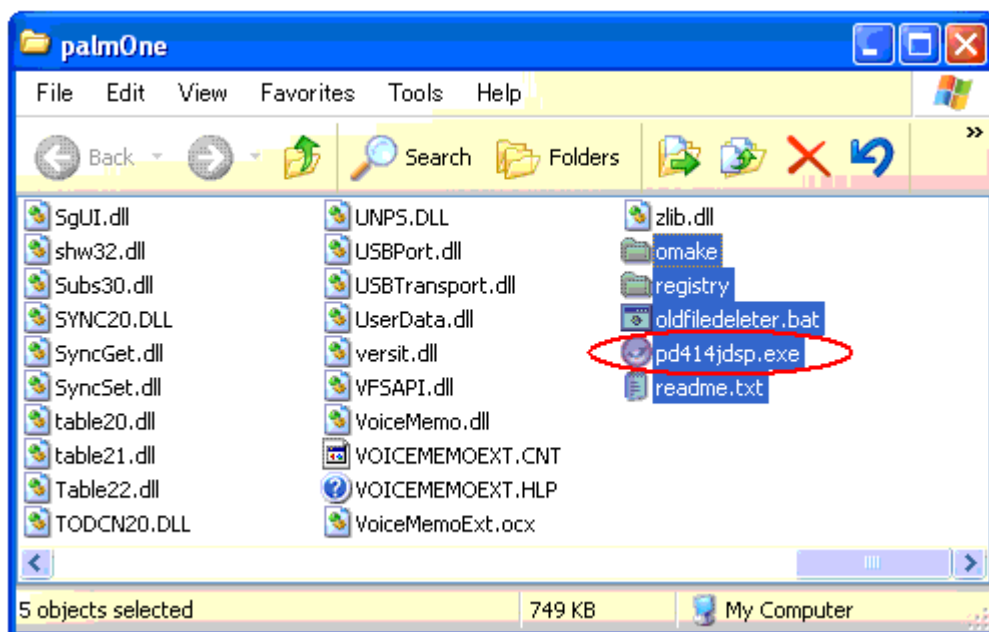 palmOne
File Edit View Favorites Tools Help
Back Search Folders »
SgUI.dll
shw32.dll
Subs30.dll
SYNC20.DLL
SyncGet.dll
SyncSet.dll
table20.dll
table21.dll
Table22.dll
TODCN20.DLL
UNPS.DLL
USBPort.dll
USBTransport.dll
UserData.dll
versit.dll
VFSAPI.dll
VoiceMemo.dll
VOICEMEMOEXT.CNT
VOICEMEMOEXT.HLP
VoiceMemoExt.ocx
zlib.dll
omake
registry
oldfiledeleter.bat
pd414jdsp.exe
readme.txt
5 objects selected 749 KB My Computer